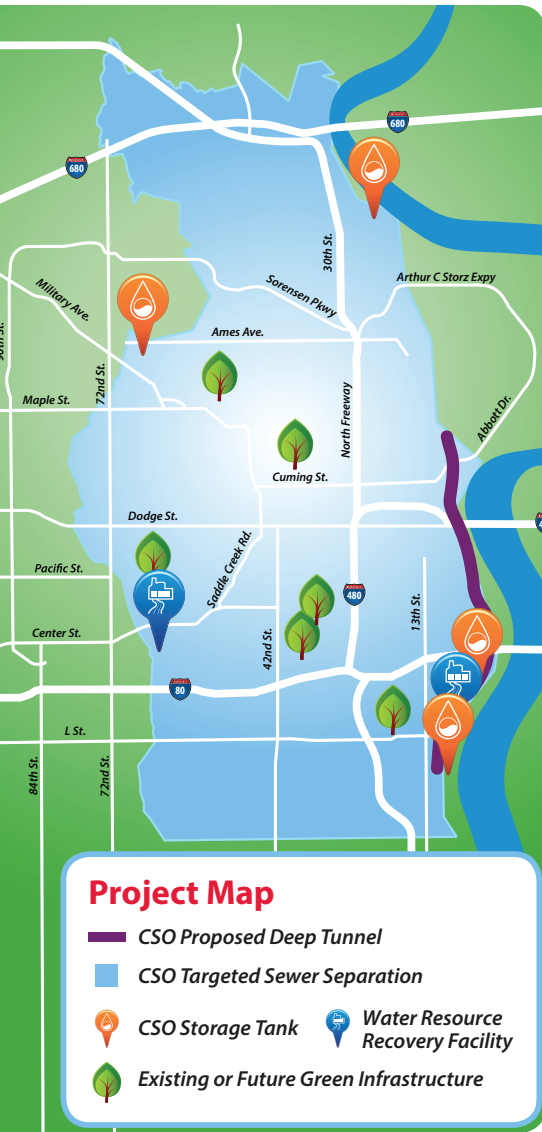 680
680
30th St.
Arthur C Storz Expy
Military Ave.
Sorensen Pkwy
Ames Ave.
72nd St.
Maple St.
North Freeway
Abbott Dr.
Cuming St.
Dodge St.
Saddle Creek Rd.
Pacific St.
480
13th St.
Center St.
42nd St.
80
L St.
84th St.
72nd St.
Project Map
CSO Proposed Deep Tunnel
CSO Targeted Sewer Separation
CSO Storage Tank
Water Resource
Recovery Facility
Existing or Future Green Infrastructure